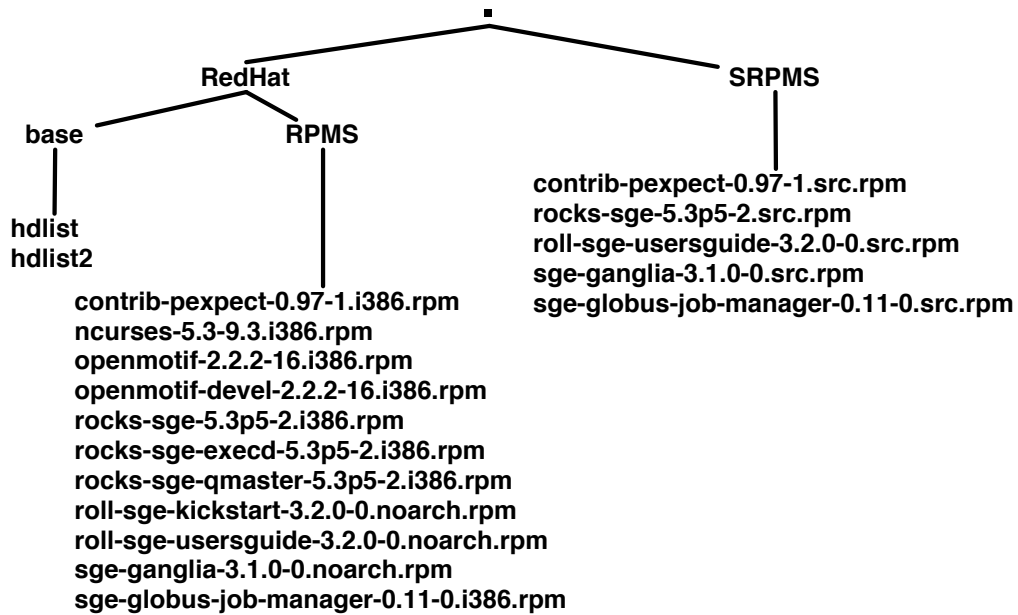 .
RedHat
SRPMS
base
RPMS
hdlist
hdlist2
contrib-pexpect-0.97-1.i386.rpm
ncurses-5.3-9.3.i386.rpm
openmotif-2.2.2-16.i386.rpm
openmotif-devel-2.2.2-16.i386.rpm
rocks-sge-5.3p5-2.i386.rpm
rocks-sge-execd-5.3p5-2.i386.rpm
rocks-sge-qmaster-5.3p5-2.i386.rpm
roll-sge-kickstart-3.2.0-0.noarch.rpm
roll-sge-usersguide-3.2.0-0.noarch.rpm
sge-ganglia-3.1.0-0.noarch.rpm
sge-globus-job-manager-0.11-0.i386.rpm
contrib-pexpect-0.97-1.src.rpm
rocks-sge-5.3p5-2.src.rpm
roll-sge-usersguide-3.2.0-0.src.rpm
sge-ganglia-3.1.0-0.src.rpm
sge-globus-job-manager-0.11-0.src.rpm